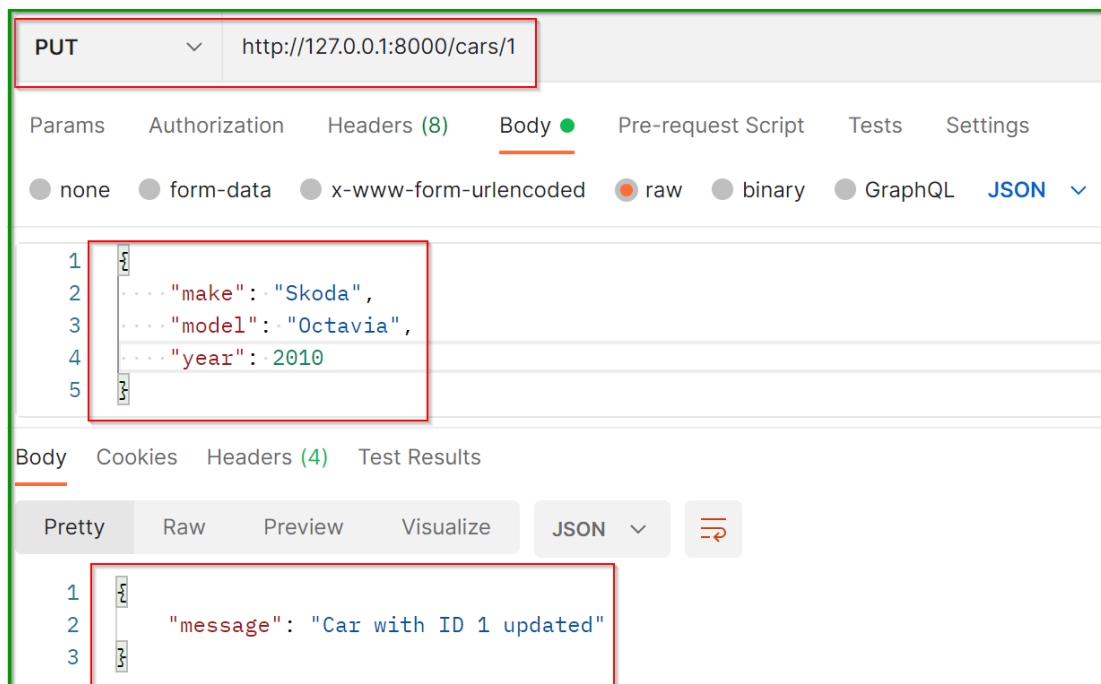 PUT http://127.0.0.1:8000/cars/1
Params Authorization Headers (8) Body Pre-request Script Tests Settings
none form-data x-www-form-urlencoded raw binary GraphQL JSON
1 {
2 "make": "Skoda",
3 "model": "Octavia",
4 "year": 2010
5 }
Body Cookies Headers (4) Test Results
Pretty Raw Preview Visualize JSON
1 {
2 "message": "Car with ID 1 updated"
3 }